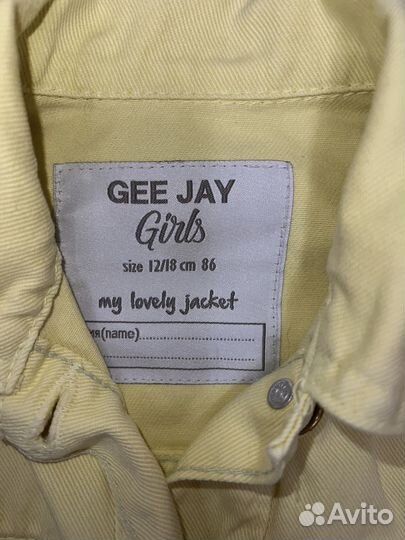 GEE JAY
Girls
size 12/18 cm 86
my lovely jacket
мя(name)
Avito